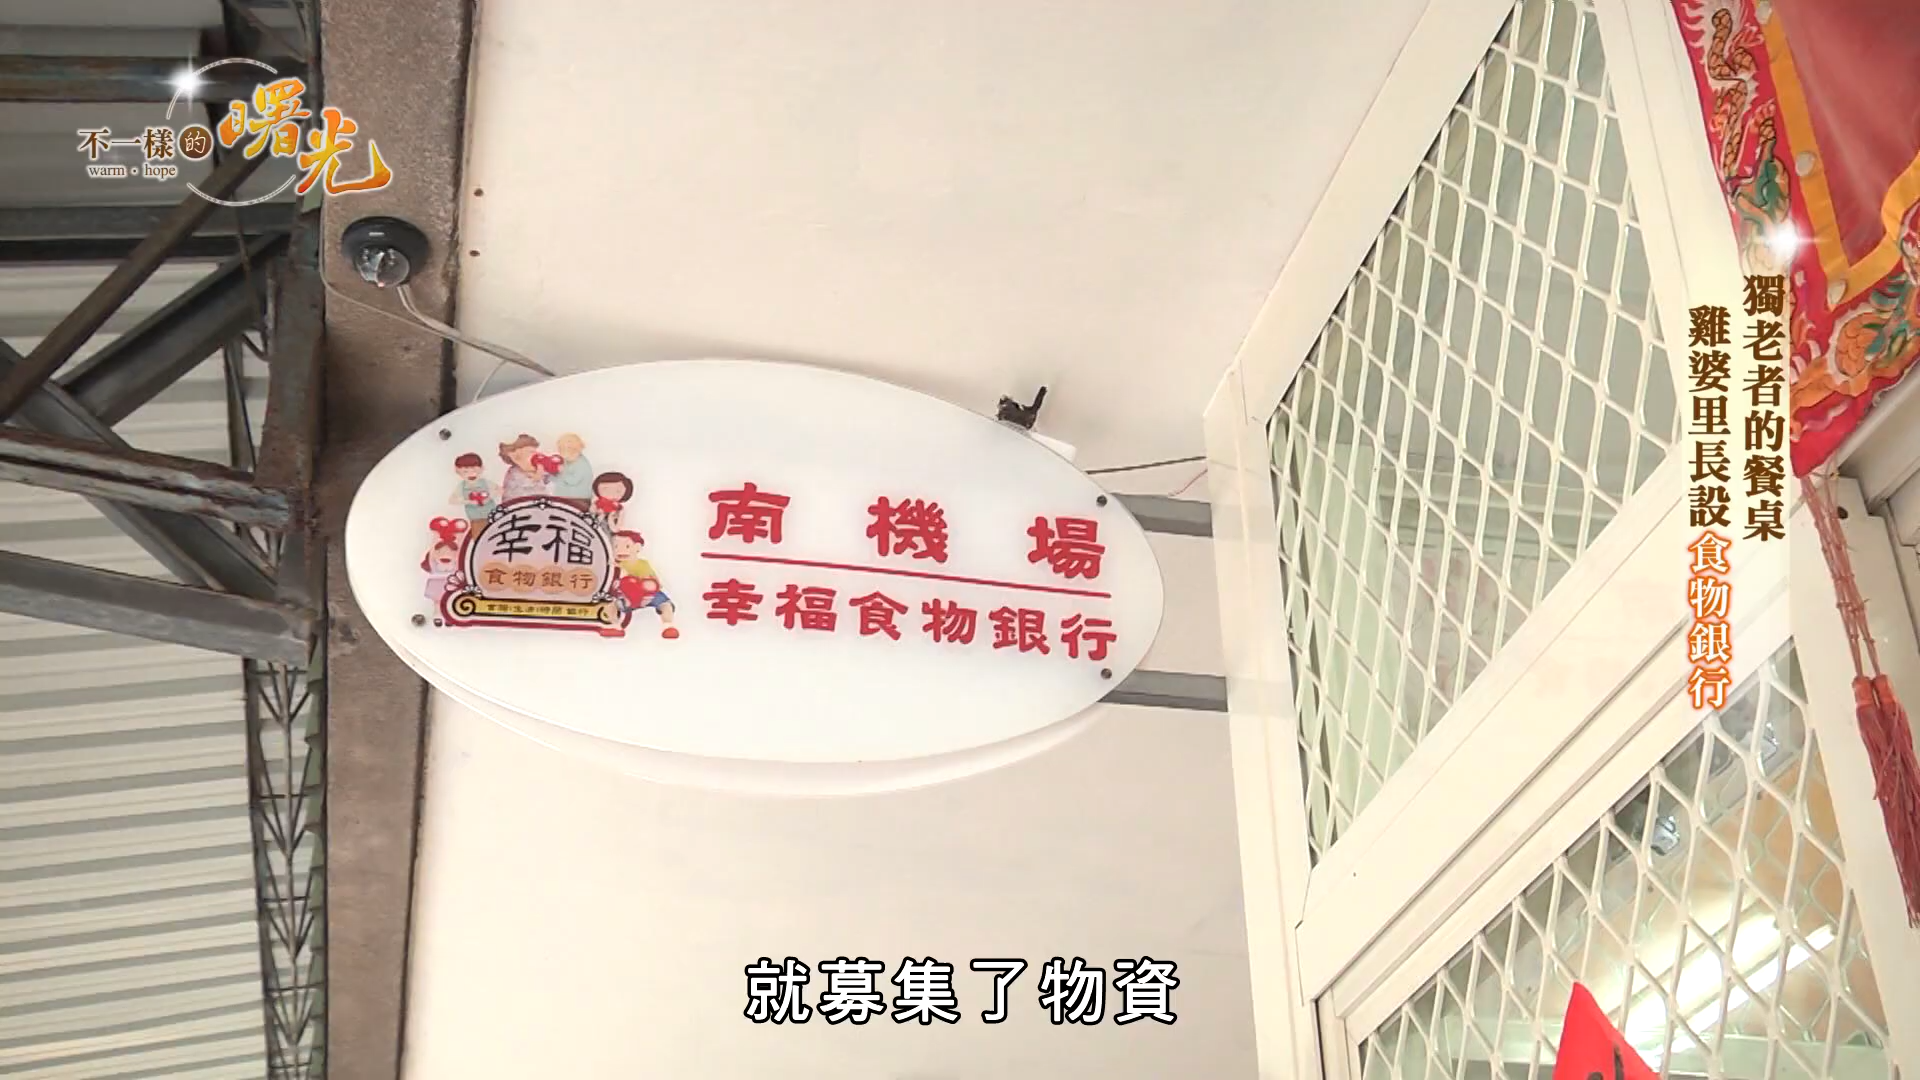 不一樣的曙光
warm · hope
獨老者的餐桌
雞婆里長設食物銀行
南機場
幸福食物銀行
幸福
食物銀行
就募集了物資